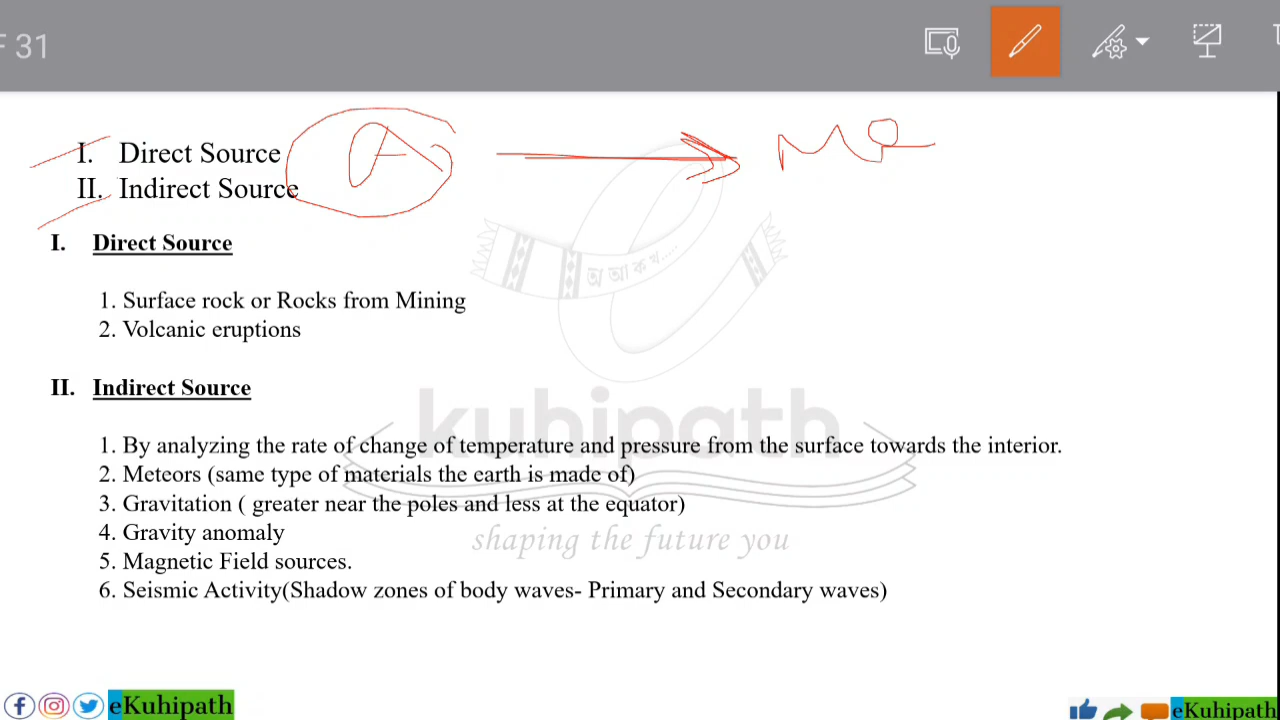 F 31
I. Direct Source
II. Indirect Source
A
I. Direct Source
1. Surface rock or Rocks from Mining
2. Volcanic eruptions
অ আ ক খ.....
II. Indirect Source
kuhipath
1. By analyzing the rate of change of temperature and pressure from the surface towards the interior.
2. Meteors (same type of materials the earth is made of)
3. Gravitation ( greater near the poles and less at the equator)
4. Gravity anomaly
shaping the future you
5. Magnetic Field sources.
6. Seismic Activity(Shadow zones of body waves- Primary and Secondary waves)
eKuhipath
eKuhipath